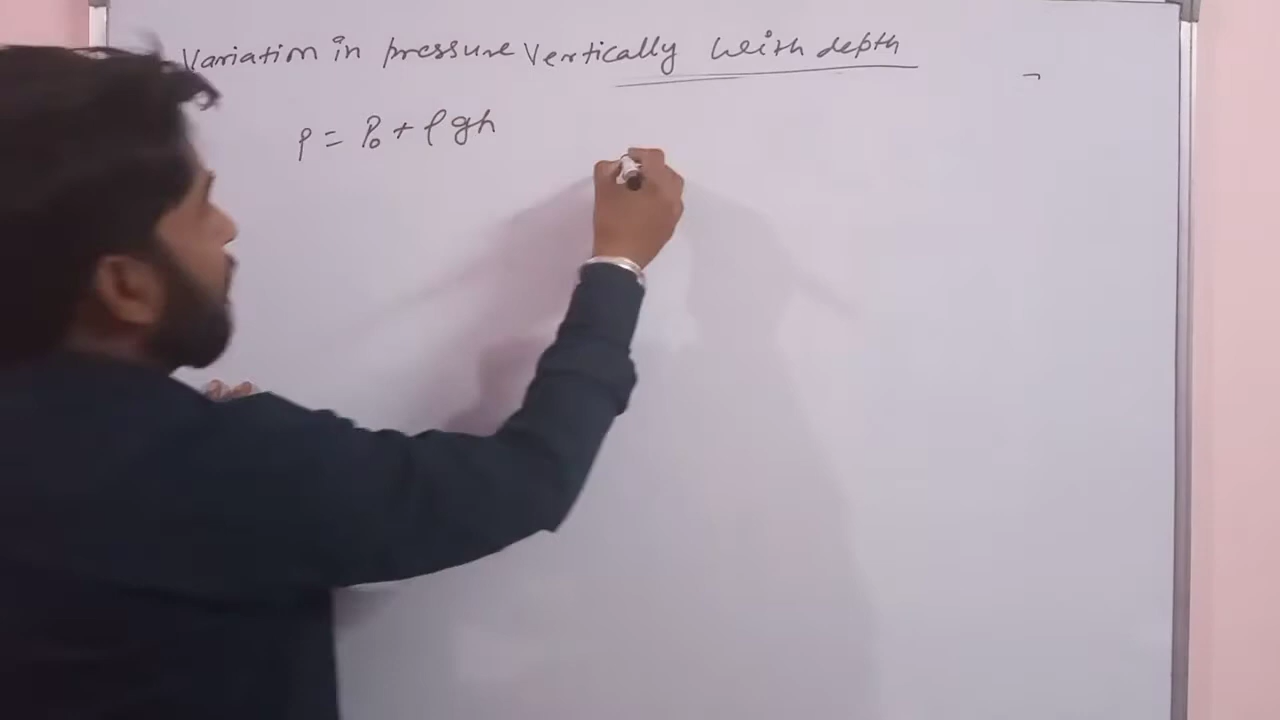 Variation in pressure Vertically with depth
P = P₀ + ρgh